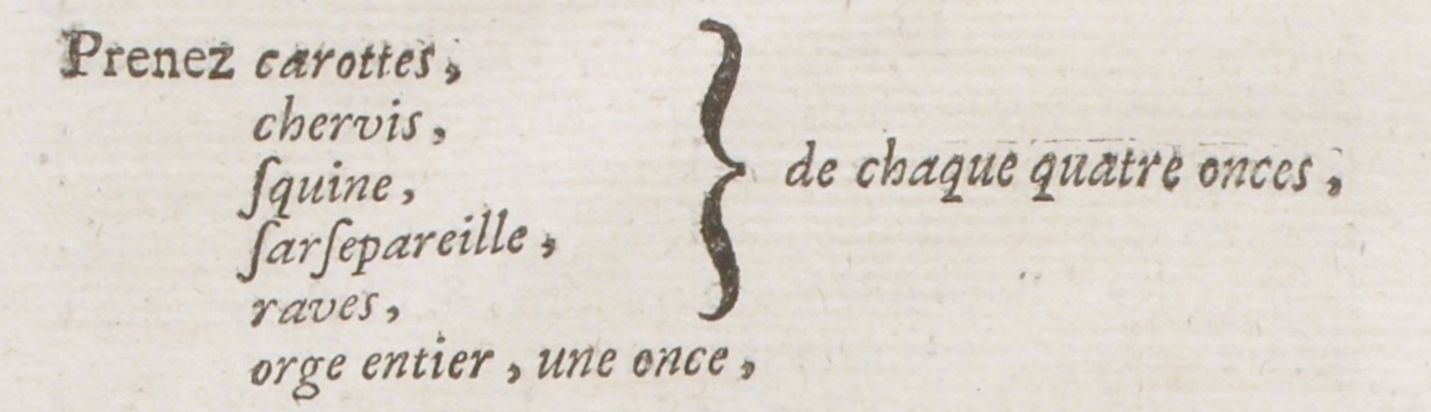 Prenez carottes,
chervis,
ſquine,
ſarſepareille,
raves,
de chaque quatre onces,
orge entier, une once,